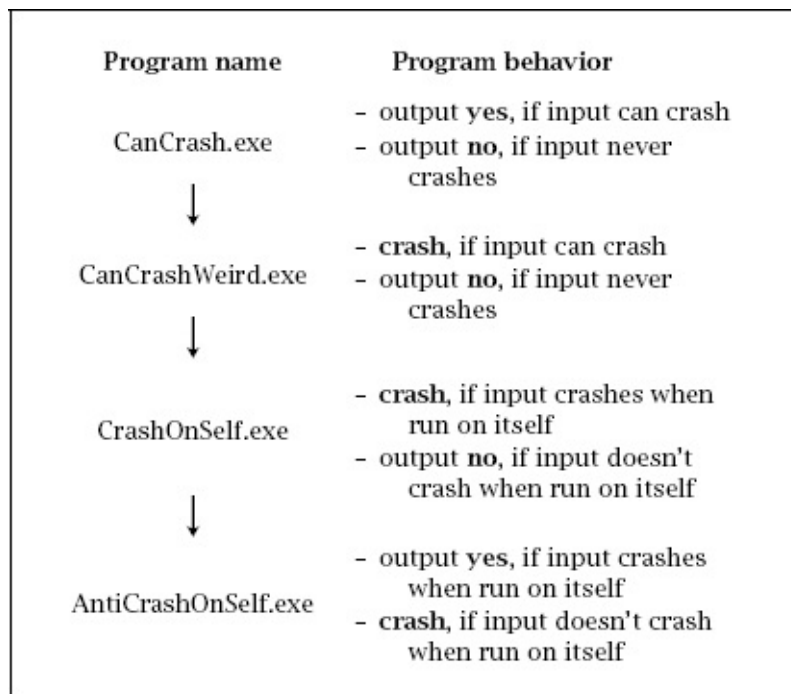 Program name
Program behavior
CanCrash.exe
– output yes, if input can crash
– output no, if input never
crashes
CanCrashWeird.exe
– crash, if input can crash
– output no, if input never
crashes
CrashOnSelf.exe
– crash, if input crashes when
run on itself
– output no, if input doesn't
crash when run on itself
AntiCrashOnSelf.exe
– output yes, if input crashes
when run on itself
– crash, if input doesn't crash
when run on itself